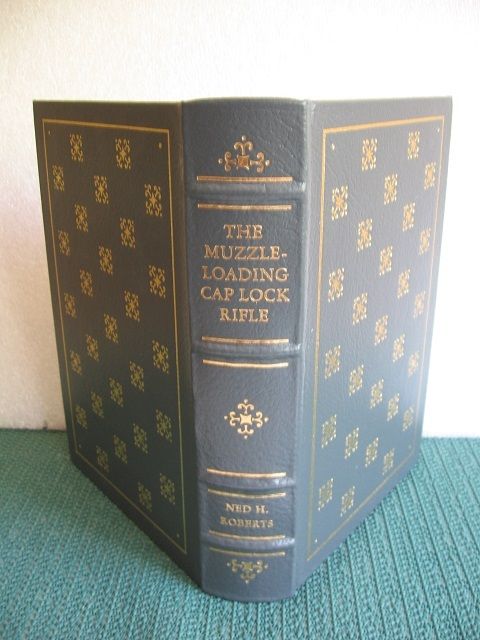 THE
MUZZLE-
LOADING
CAP LOCK
RIFLE
NED H.
ROBERTS